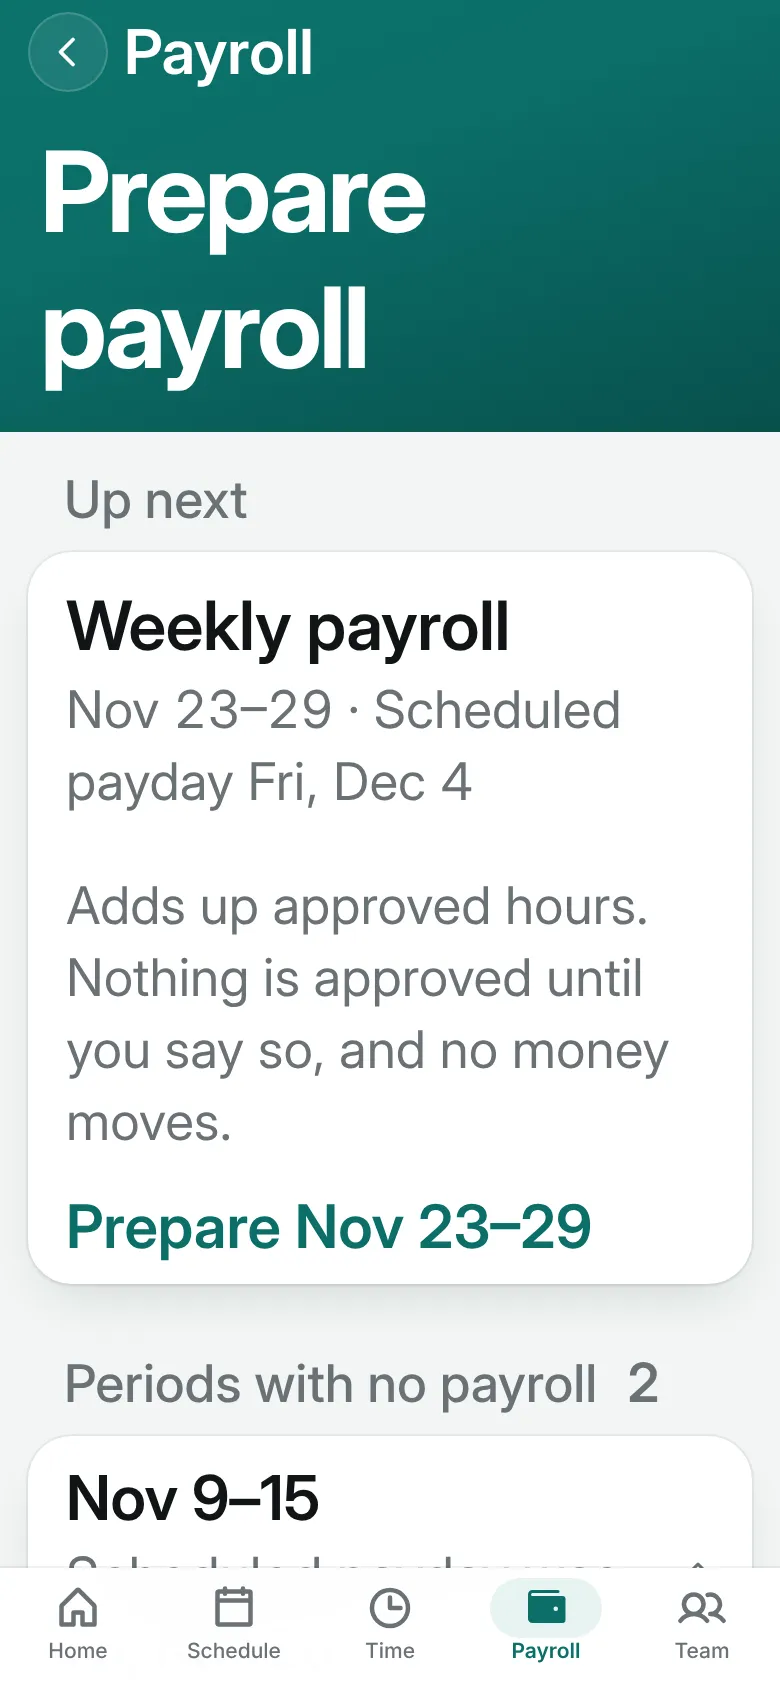 Payroll
Prepare
payroll
Up next
Weekly payroll
Nov 23–29 · Scheduled
payday Fri, Dec 4
Adds up approved hours.
Nothing is approved until
you say so, and no money
moves.
Prepare Nov 23–29
Periods with no payroll 2
Nov 9–15
Home
Schedule
Time
Payroll
Team